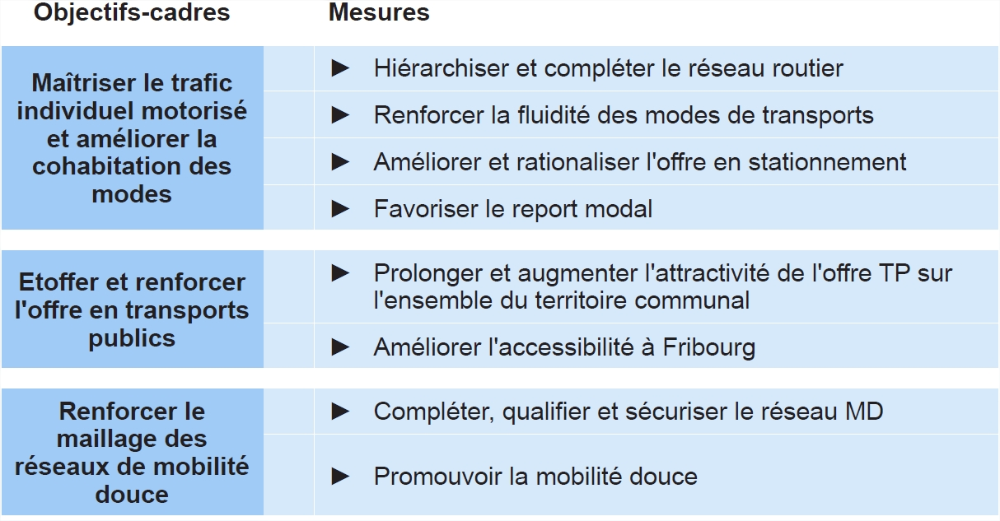 Objectifs-cadres Mesures
Maîtriser le trafic
individuel motorisé
et améliorer la
cohabitation des
modes
► Hiérarchiser et compléter le réseau routier
► Renforcer la fluidité des modes de transports
► Améliorer et rationaliser l'offre en stationnement
► Favoriser le report modal
Etoffer et renforcer
l'offre en transports
publics
► Prolonger et augmenter l'attractivité de l'offre TP sur
l'ensemble du territoire communal
► Améliorer l'accessibilité à Fribourg
Renforcer le
maillage des
réseaux de mobilité
douce
► Compléter, qualifier et sécuriser le réseau MD
► Promouvoir la mobilité douce